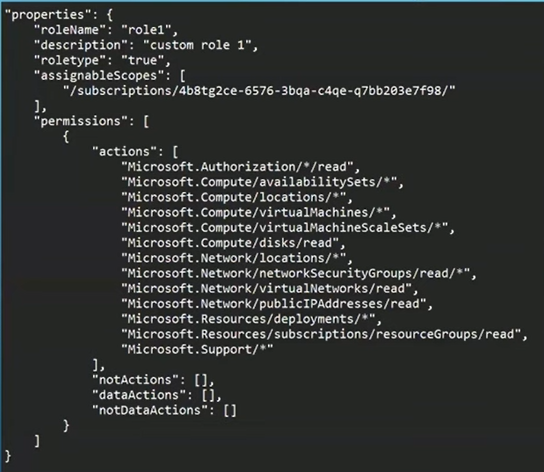 "properties": {
"roleName": "role1",
"description": "custom role 1",
"roletype": "true",
"assignableScopes": [
"/subscriptions/4b8tg2ce-6576-3bqa-c4qe-q7bb203e7f98/"
],
"permissions": [
{
"actions": [
"Microsoft.Authorization/*/read",
"Microsoft.Compute/availabilitySets/*",
"Microsoft.Compute/locations/*",
"Microsoft.Compute/virtualMachines/*",
"Microsoft.Compute/virtualMachineScaleSets/*",
"Microsoft.Compute/disks/read",
"Microsoft.Network/locations/*",
"Microsoft.Network/networkSecurityGroups/read/*",
"Microsoft.Network/virtualNetworks/read",
"Microsoft.Network/publicIPAddresses/read",
"Microsoft.Resources/deployments/*",
"Microsoft.Resources/subscriptions/resourceGroups/read",
"Microsoft.Support/*"
],
"notActions": [],
"dataActions": [],
"notDataActions": []
}
]
}